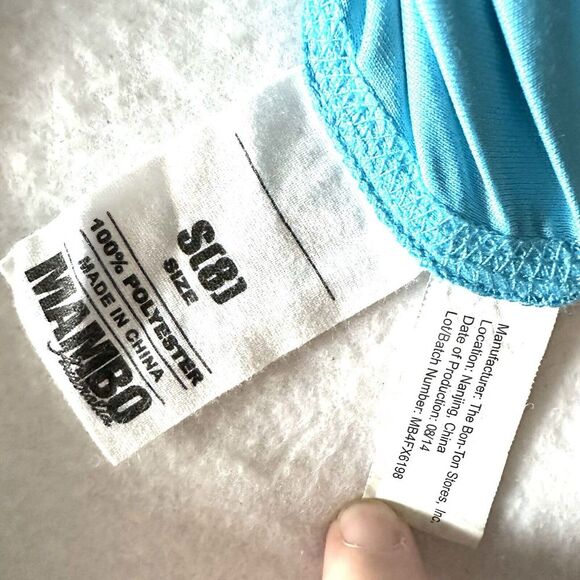 S(8)
SIZE
100% POLYESTER
MADE IN CHINA
MAMBO
Australia
Manufacturer: The Bon-Ton Stores, Inc.
Location: Nanjing, China
Date of Production: 08/14
Lot/Batch Number: MB4FX6198